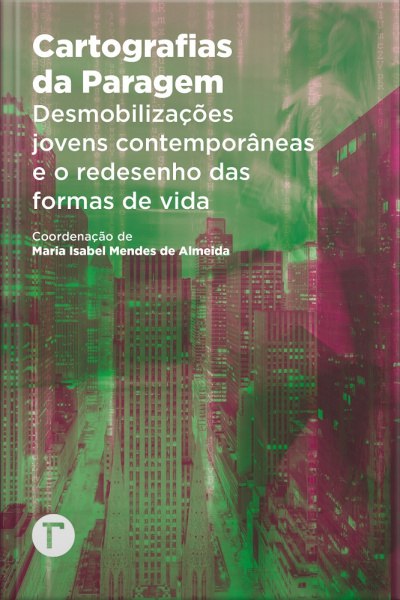 Cartografias
da Paragem
Desmobilizações
jovens contemporâneas
e o redesenho das
formas de vida
Coordenação de
Maria Isabel Mendes de Almeida
T